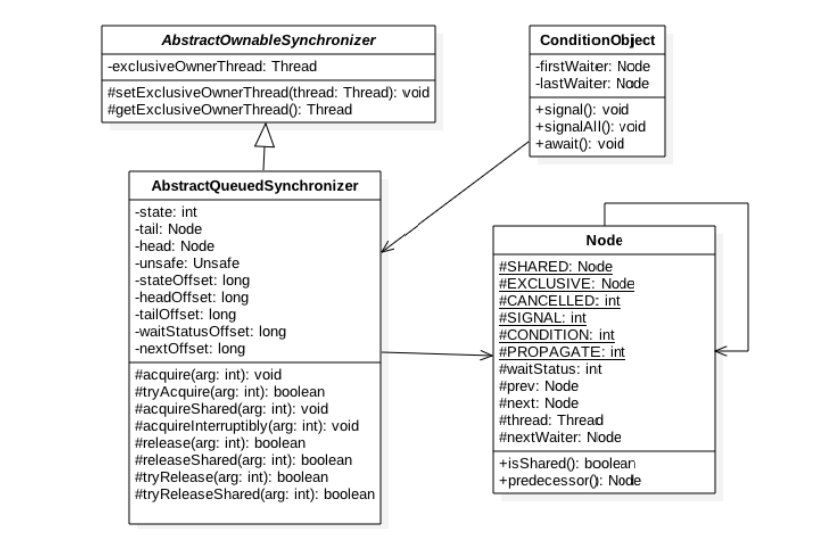 AbstractOwnableSynchronizer
-exclusiveOwnerThread: Thread
#setExclusiveOwnerThread(thread: Thread): void
#getExclusiveOwnerThread(): Thread
ConditionObject
-firstWaiter: Node
-lastWaiter: Node
+signal(): void
+signalAll(): void
+await(): void
AbstractQueuedSynchronizer
-state: int
-tail: Node
-head: Node
-unsafe: Unsafe
-stateOffset: long
-headOffset: long
-tailOffset: long
-waitStatusOffset: long
-nextOffset: long
#acquire(arg: int): void
#tryAcquire(arg: int): boolean
#acquireShared(arg: int): void
#acquireInterruptibly(arg: int): void
#release(arg: int): boolean
#releaseShared(arg: int): boolean
#tryRelease(arg: int): boolean
#tryReleaseShared(arg: int): boolean
Node
#SHARED: Node
#EXCLUSIVE: Node
#CANCELLED: int
#SIGNAL: int
#CONDITION: int
#PROPAGATE: int
#waitStatus: int
#prev: Node
#next: Node
#thread: Thread
#nextWaiter: Node
+isShared(): boolean
+predecessor(): Node